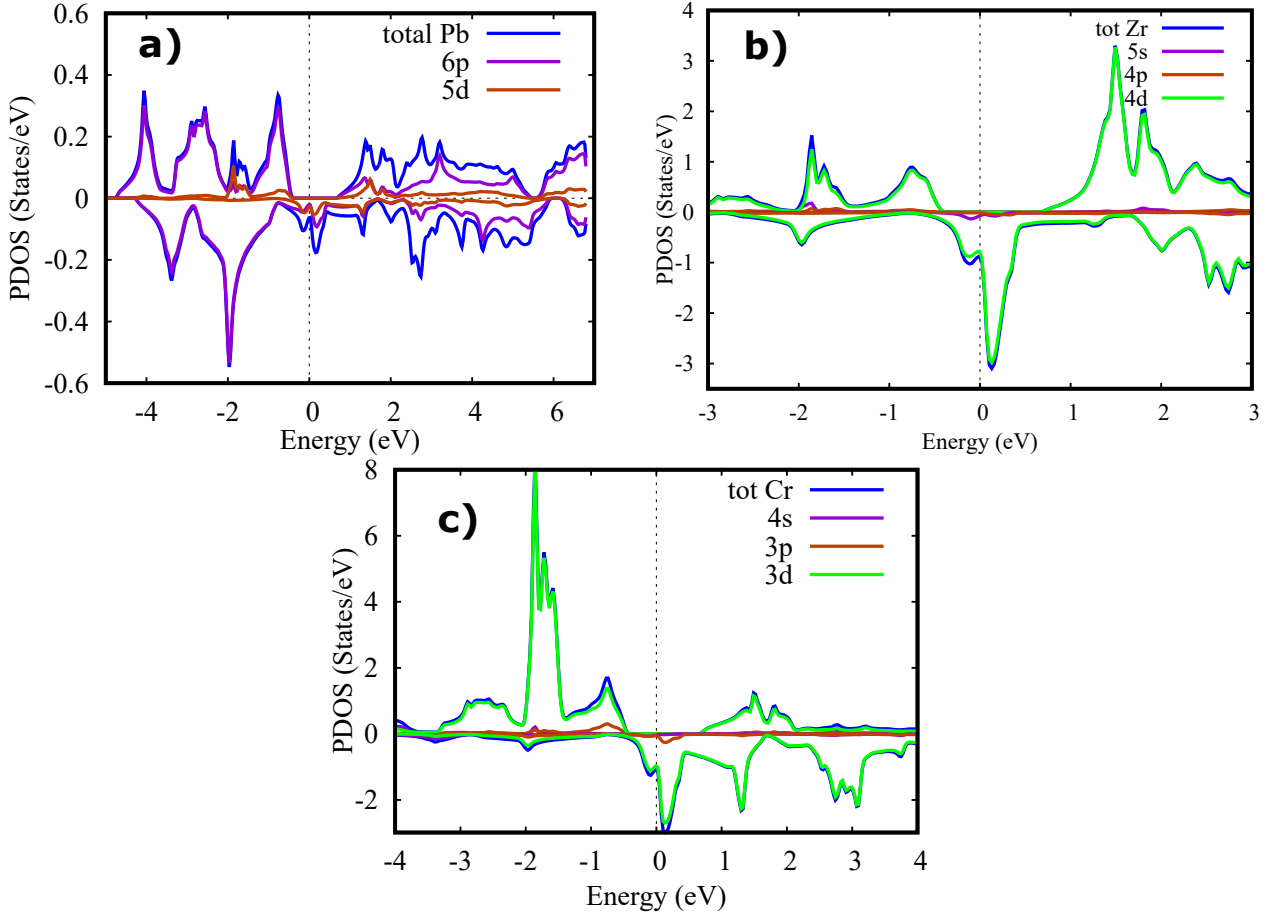 a)
total Pb
6p
5d
PDOS (States/eV)
0.6
0.4
0.2
0
-0.2
-0.4
-0.6
-4
-2
0
2
4
6
Energy (eV)
b)
tot Zr
5s
4p
4d
PDOS (States/eV)
4
3
2
1
0
-1
-2
-3
-3
-2
-1
0
1
2
3
Energy (eV)
c)
tot Cr
4s
3p
3d
PDOS (States/eV)
8
6
4
2
0
-2
-4
-3
-2
-1
0
1
2
3
4
Energy (eV)